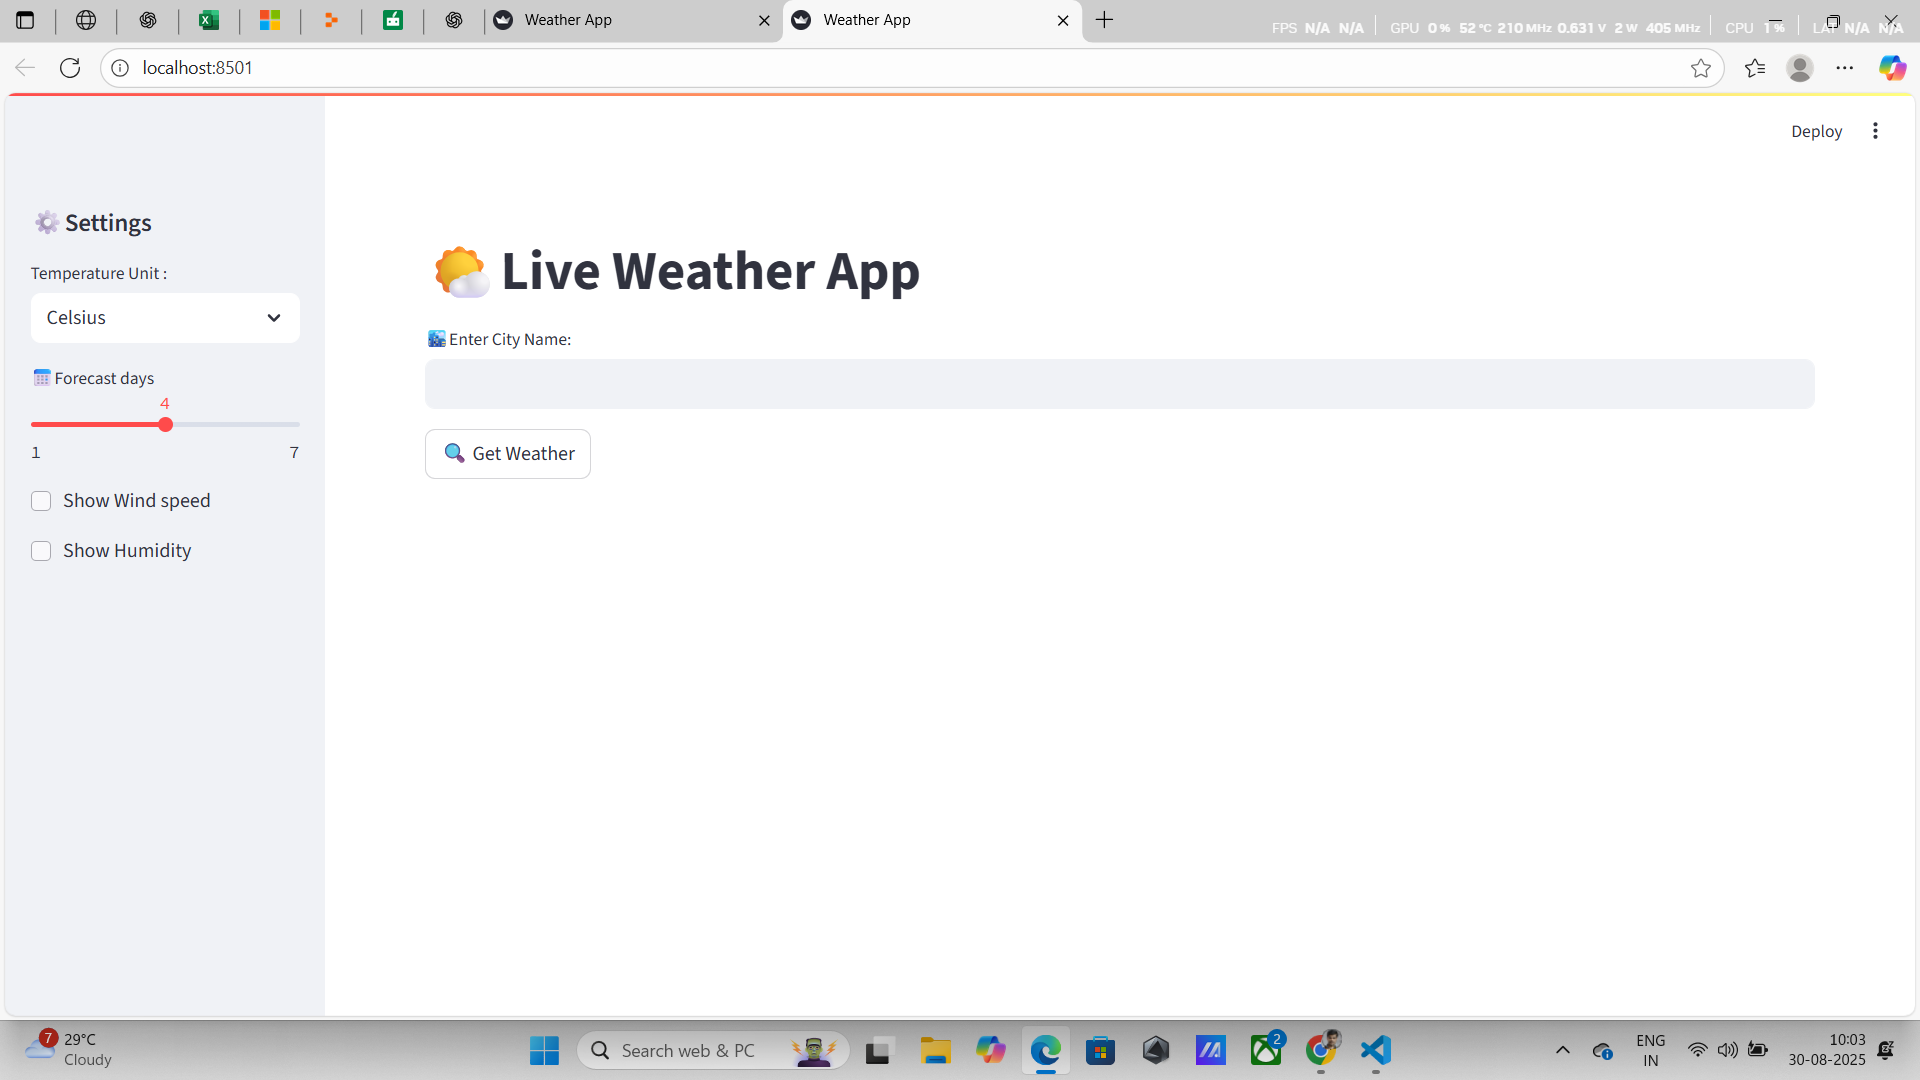 Weather App
Weather App
FPS N/A N/A GPU 0 % 52 °C 210 MHz 0.631 V 2 W 405 MHz CPU 1 % LAT N/A N/A
localhost:8501
Deploy
Settings
Temperature Unit :
Celsius
Forecast days
4
1 7
Show Wind speed
Show Humidity
Live Weather App
Enter City Name:
Get Weather
7
29°C
Cloudy
Search web & PC
2
ENG
IN
10:03
30-08-2025